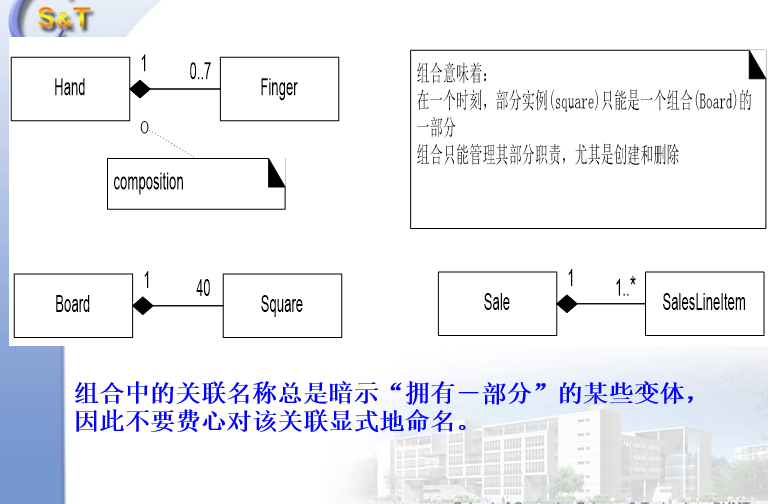 S&T
Hand
1
0..7
Finger
composition
组合意味着:
在一个时刻,部分实例(square)只能是一个组合(Board)的
一部分
组合只能管理其部分职责,尤其是创建和删除
Board
1
40
Square
Sale
1
1..*
SalesLineItem
组合中的关联名称总是暗示“拥有－部分”的某些变体,
因此不要费心对该关联显式地命名。